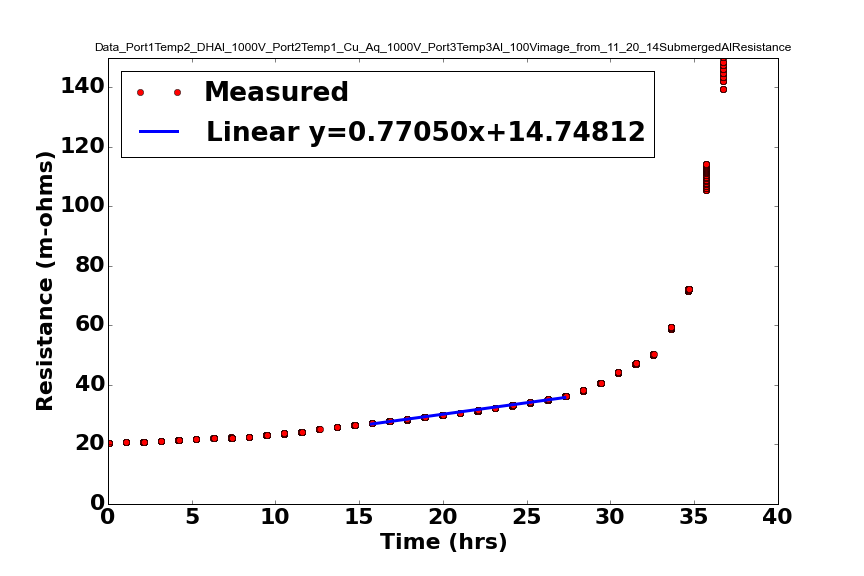 Data_Port1Temp2_DHAl_1000V_Port2Temp1_Cu_Aq_1000V_Port3Temp3Al_100Vimage_from_11_20_14SubmergedAlResistance
Measured
Linear y=0.77050x+14.74812
140
120
100
80
60
40
20
0
Resistance (m-ohms)
0 5 10 15 20 25 30 35 40
Time (hrs)